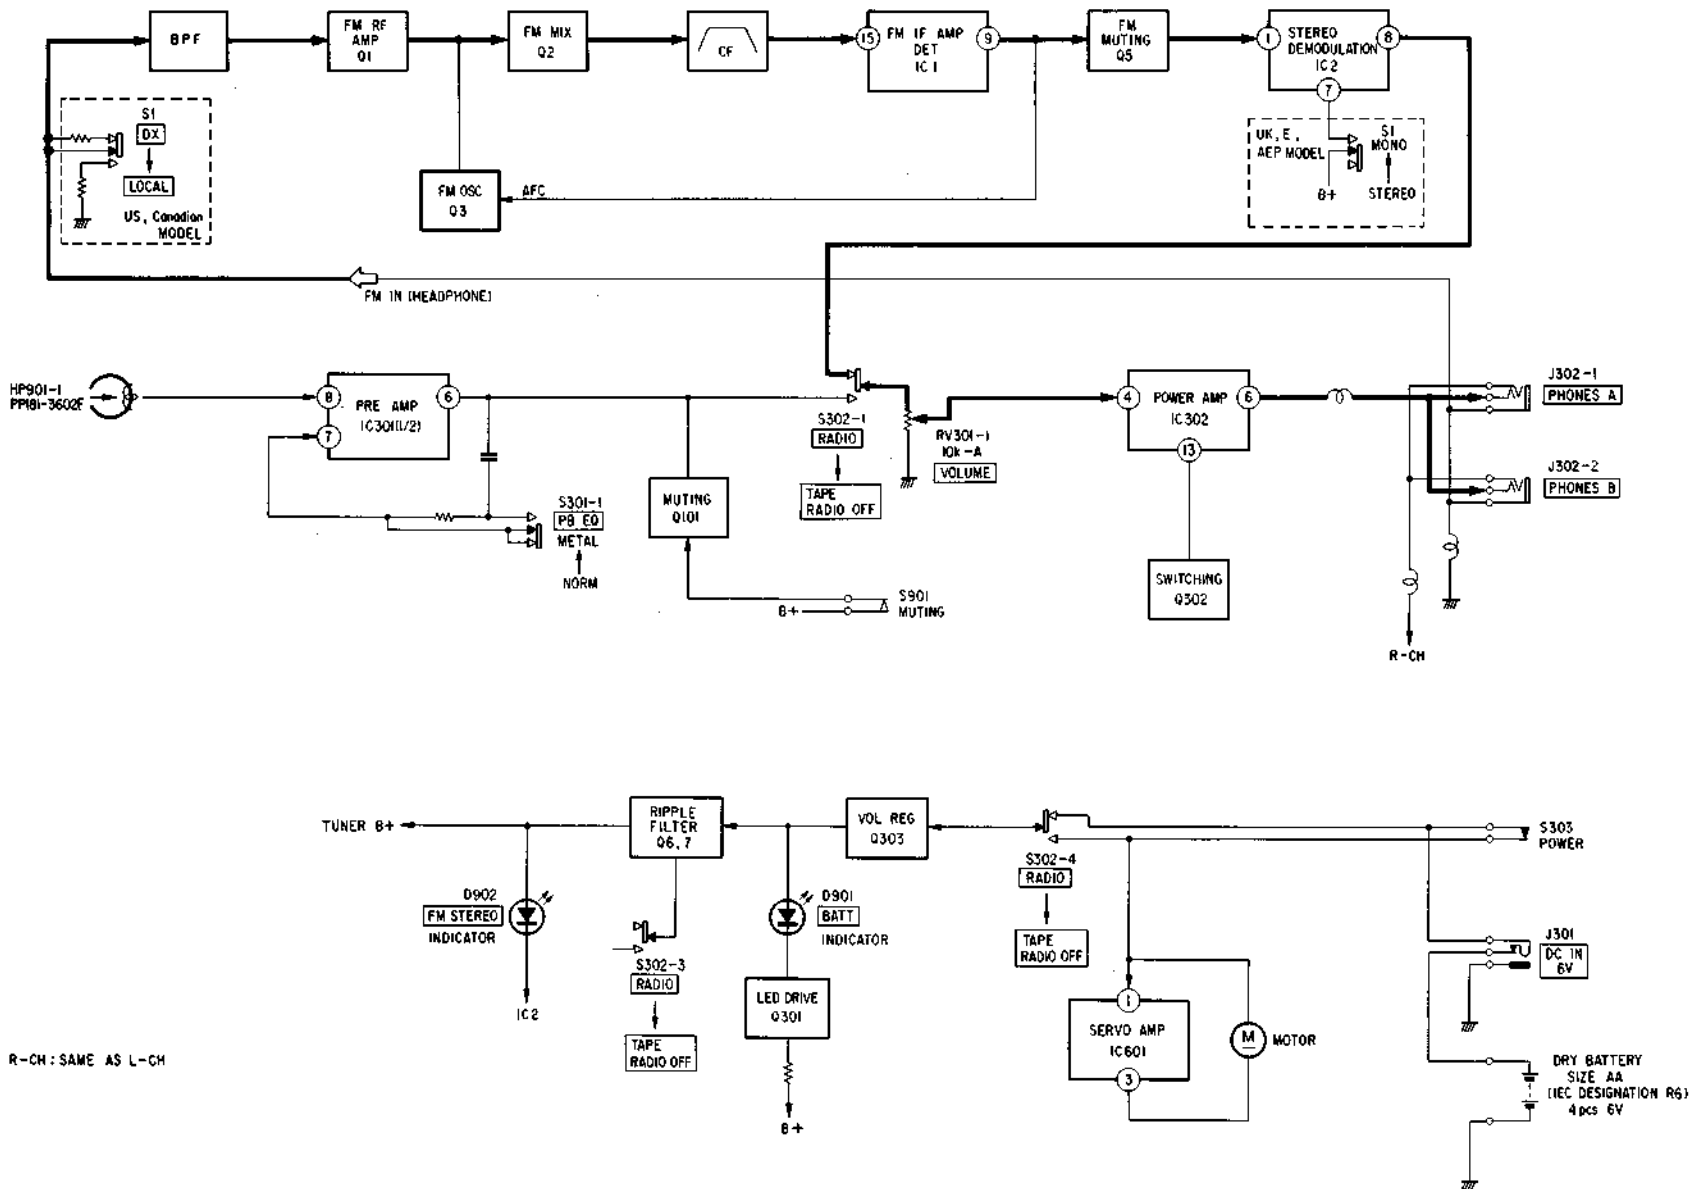 BPF
FM RF
AMP
Q1
FM MIX
Q2
CF
15
FM IF AMP
DET
IC1
9
FM
MUTING
Q5
1
STEREO
DEMODULATION
IC2
8
7
S1
DX
LOCAL
US, Canadian
MODEL
FM OSC
Q3
AFC
UK, E,
AEP MODEL
S1
MONO
B+
STEREO
FM IN (HEADPHONE)
HP901-1
PP181-3602F
8
PRE AMP
IC301(1/2)
6
7
S301-1
PB EQ
METAL
NORM
MUTING
Q101
B+
S901
MUTING
S302-1
RADIO
TAPE
RADIO OFF
RV301-1
10k-A
VOLUME
4
POWER AMP
IC302
6
13
SWITCHING
Q302
J302-1
PHONES A
J302-2
PHONES B
R-CH
TUNER B+
RIPPLE
FILTER
Q6,7
VOL REG
Q303
S302-4
RADIO
TAPE
RADIO OFF
S303
POWER
D902
FM STEREO
INDICATOR
IC2
S302-3
RADIO
TAPE
RADIO OFF
D901
BATT
INDICATOR
LED DRIVE
Q301
B+
1
SERVO AMP
IC601
3
M
MOTOR
J301
DC IN
6V
DRY BATTERY
SIZE AA
(IEC DESIGNATION R6)
4pcs 6V
R-CH : SAME AS L-CH